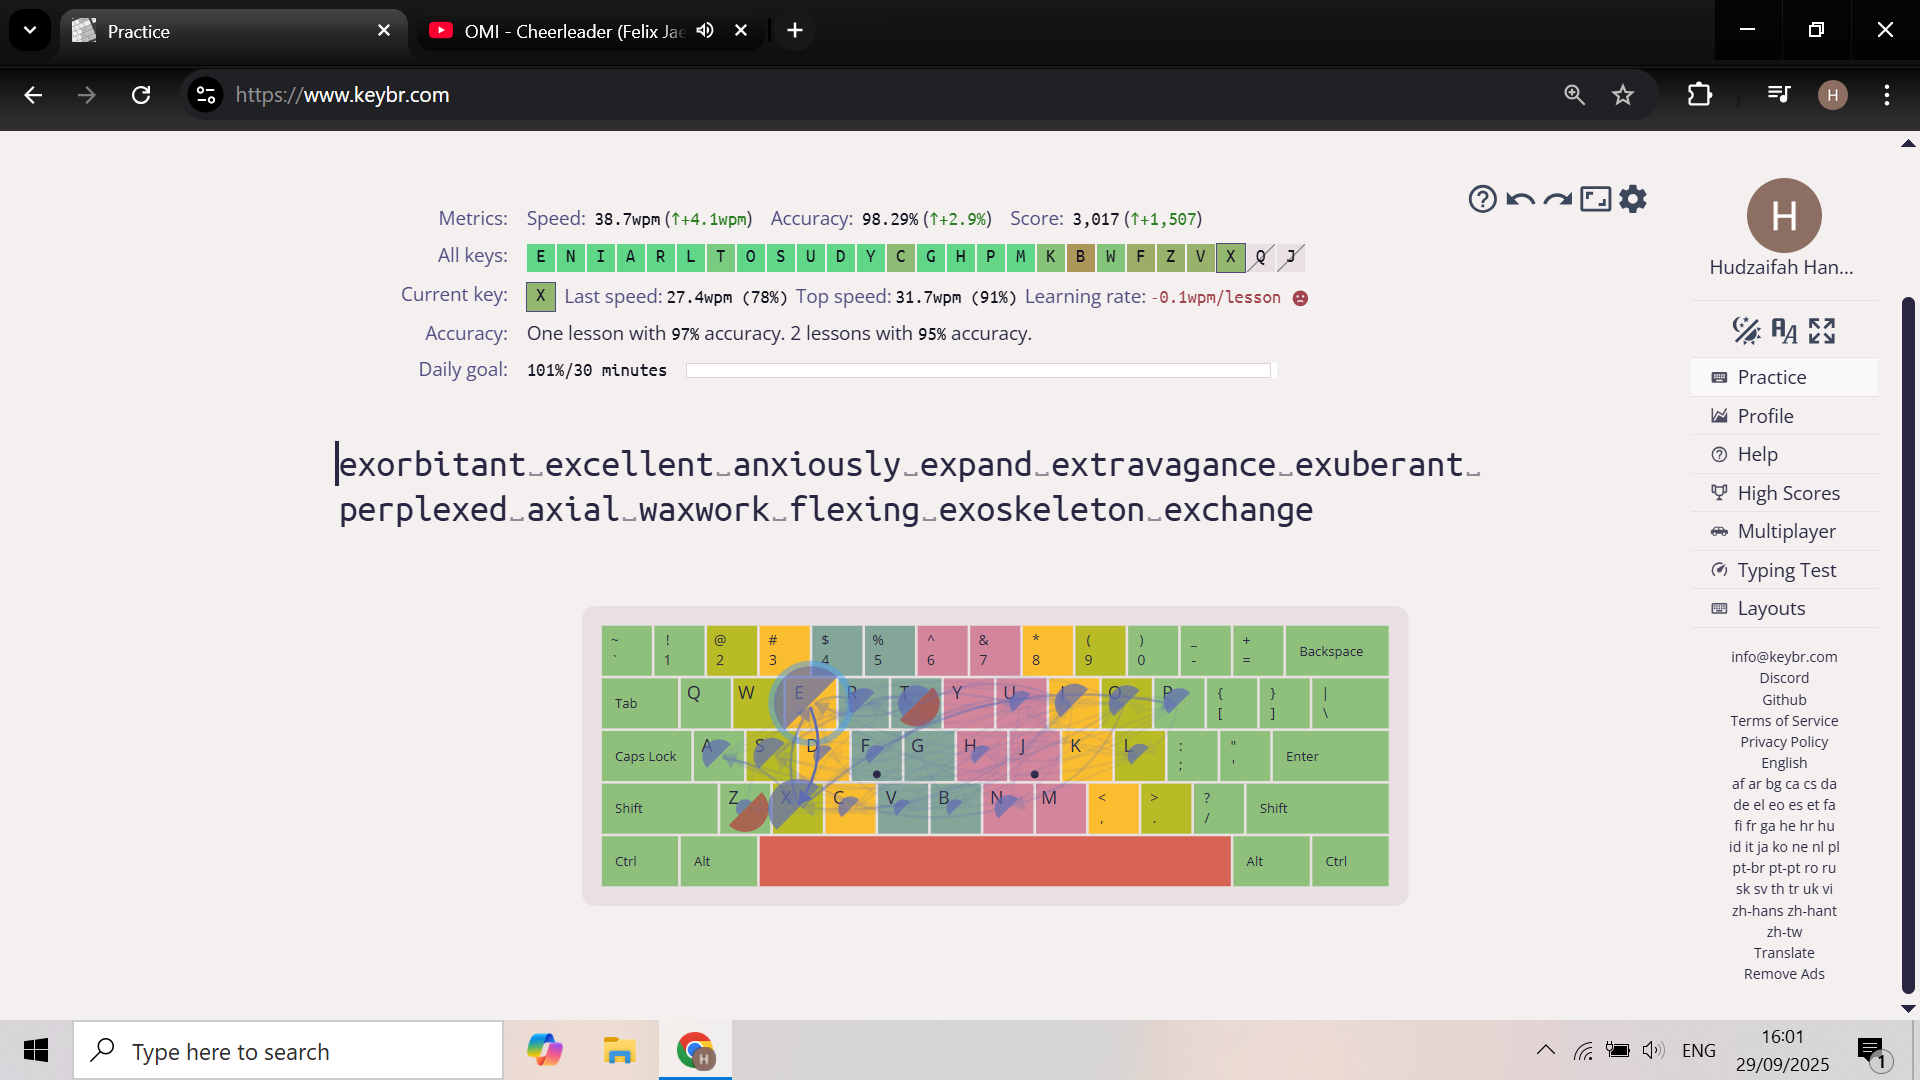 Practice
OMI - Cheerleader (Felix Jae
https://www.keybr.com
H
Metrics: Speed: 38.7wpm (↑+4.1wpm) Accuracy: 98.29% (↑+2.9%) Score: 3,017 (↑+1,507)
All keys: E N I A R L T O S U D Y C G H P M K B W F Z V X Q J
Current key: X Last speed: 27.4wpm (78%) Top speed: 31.7wpm (91%) Learning rate: -0.1wpm/lesson
Accuracy: One lesson with 97% accuracy. 2 lessons with 95% accuracy.
Daily goal: 101%/30 minutes
exorbitant␣excellent␣anxiously␣expand␣extravagance␣exuberant␣
perplexed␣axial␣waxwork␣flexing␣exoskeleton␣exchange
~ ! @ # $ % ^ & * ( ) _ +
` 1 2 3 4 5 6 7 8 9 0 - = Backspace
Tab Q W E R T Y U I O P { [ } ] | \
Caps Lock A S D F G H J K L : ; " ' Enter
Shift Z X C V B N M < , > . ? / Shift
Ctrl Alt Alt Ctrl
H
Hudzaifah Han...
Practice
Profile
Help
High Scores
Multiplayer
Typing Test
Layouts
info@keybr.com
Discord
Github
Terms of Service
Privacy Policy
English
af ar bg ca cs da
de el eo es et fa
fi fr ga he hr hu
id it ja ko ne nl pl
pt-br pt-pt ro ru
sk sv th tr uk vi
zh-hans zh-hant
zh-tw
Translate
Remove Ads
Type here to search
H
ENG
16:01
29/09/2025
1